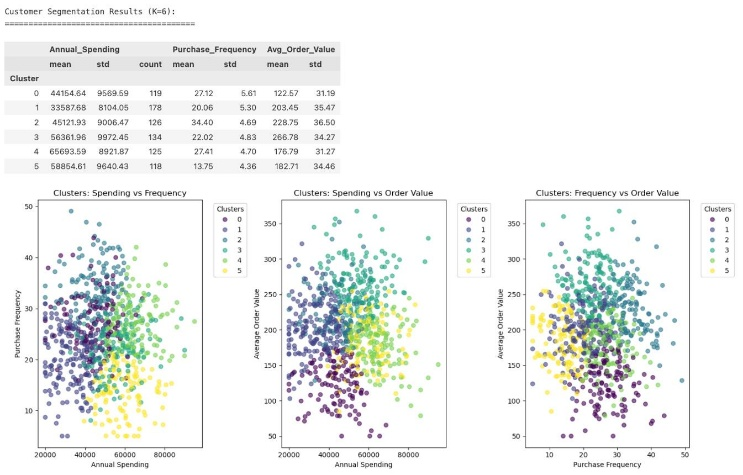 Customer Segmentation Results (K=6):
========================================
Annual_Spending Purchase_Frequency Avg_Order_Value
mean std count mean std mean std
Cluster
0 44154.64 9569.59 119 27.12 5.61 122.57 31.19
1 33587.68 8104.05 178 20.06 5.30 203.45 35.47
2 45121.93 9006.47 126 34.40 4.69 228.75 36.50
3 56361.96 9972.45 134 22.02 4.83 266.78 34.27
4 65693.59 8921.87 125 27.41 4.70 176.79 31.27
5 58854.61 9640.43 118 13.75 4.36 182.71 34.46
Clusters: Spending vs Frequency
Purchase Frequency
50
40
30
20
10
20000 40000 60000 80000
Annual Spending
Clusters
0
1
2
3
4
5
Clusters: Spending vs Order Value
Average Order Value
350
300
250
200
150
100
50
20000 40000 60000 80000
Annual Spending
Clusters
0
1
2
3
4
5
Clusters: Frequency vs Order Value
Average Order Value
350
300
250
200
150
100
50
10 20 30 40 50
Purchase Frequency
Clusters
0
1
2
3
4
5